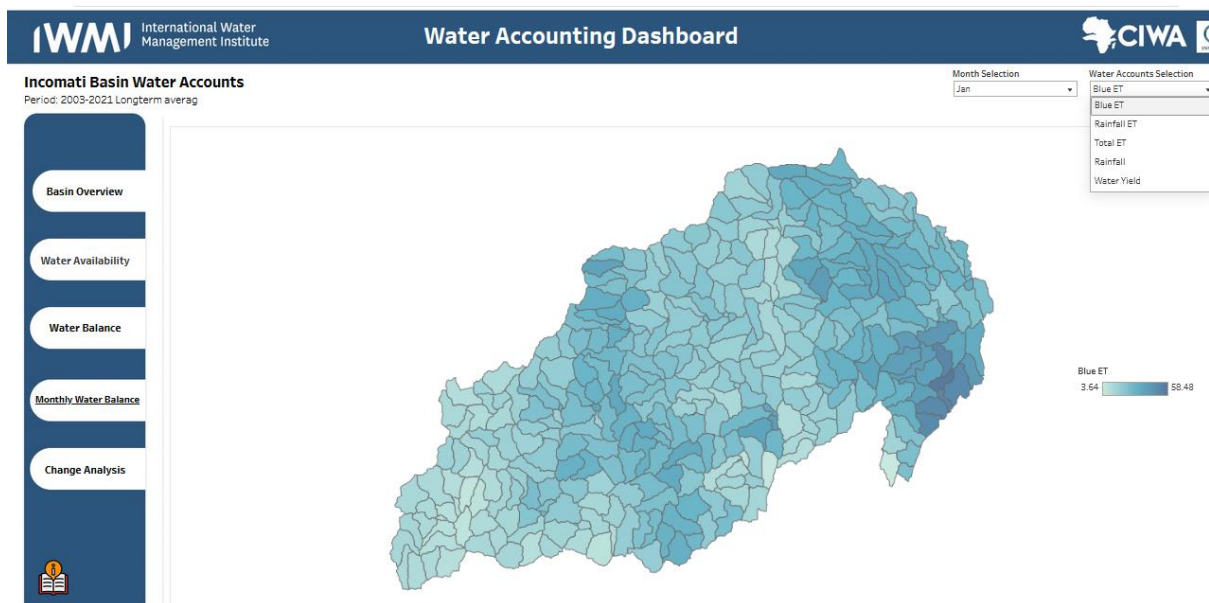 IWMI
International Water
Management Institute
Water Accounting Dashboard
CIWA
Incomati Basin Water Accounts
Period: 2003-2021 Longterm averag
Month Selection
Jan
Water Accounts Selection
Blue ET
Blue ET
Rainfall ET
Total ET
Rainfall
Water Yield
Basin Overview
Water Availability
Water Balance
Monthly Water Balance
Change Analysis
Blue ET
3.64
58.48